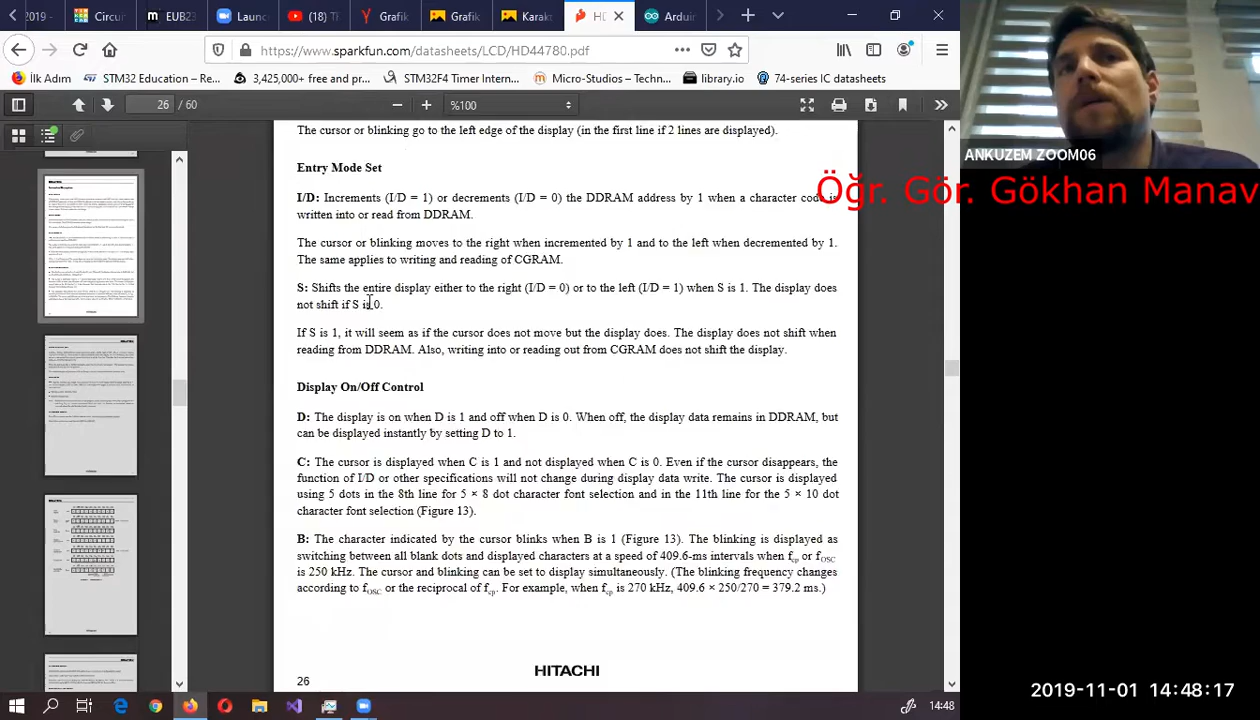 2019 -
Circui
EUB23
Launc
(18) TI
Grafik
Grafik
Karak
HD
Arduin
https://www.sparkfun.com/datasheets/LCD/HD44780.pdf
İlk Adım
STM32 Education – Re...
3,425,000+ free and pr...
STM32F4 Timer Intern...
Micro-Studios – Techn...
library.io
74-series IC datasheets
26 / 60
%100
The cursor or blinking go to the left edge of the display (in the first line if 2 lines are displayed).
Entry Mode Set
I/D: Increments (I/D = 1) or decrements (I/D = 0) the DDRAM address by 1 when a character code is
written into or read from DDRAM.
The cursor or blinking moves to the right when incremented by 1 and to the left when decremented by 1.
The same applies to writing and reading of CGRAM.
S: Shifts the entire display either to the right (I/D = 0) or to the left (I/D = 1) when S is 1. The display does
not shift if S is 0.
If S is 1, it will seem as if the cursor does not move but the display does. The display does not shift when
reading from DDRAM. Also, writing into or reading out from CGRAM does not shift the display.
Display On/Off Control
D: The display is on when D is 1 and off when D is 0. When off, the display data remains in DDRAM, but
can be displayed instantly by setting D to 1.
C: The cursor is displayed when C is 1 and not displayed when C is 0. Even if the cursor disappears, the
function of I/D or other specifications will not change during display data write. The cursor is displayed
using 5 dots in the 8th line for 5 × 8 dot character font selection and in the 11th line for the 5 × 10 dot
character font selection (Figure 13).
B: The character indicated by the cursor blinks when B is 1 (Figure 13). The blinking is displayed as
switching between all blank dots and displayed characters at a speed of 409.6-ms intervals when fcp or fOSC
is 250 kHz. The cursor and blinking can be set to display simultaneously. (The blinking frequency changes
according to fOSC or the reciprocal of fcp. For example, when fcp is 270 kHz, 409.6 × 250/270 = 379.2 ms.)
HITACHI
26
14:48
ANKUZEM ZOOM06
Öğr. Gör. Gökhan Manav
2019-11-01 14:48:17